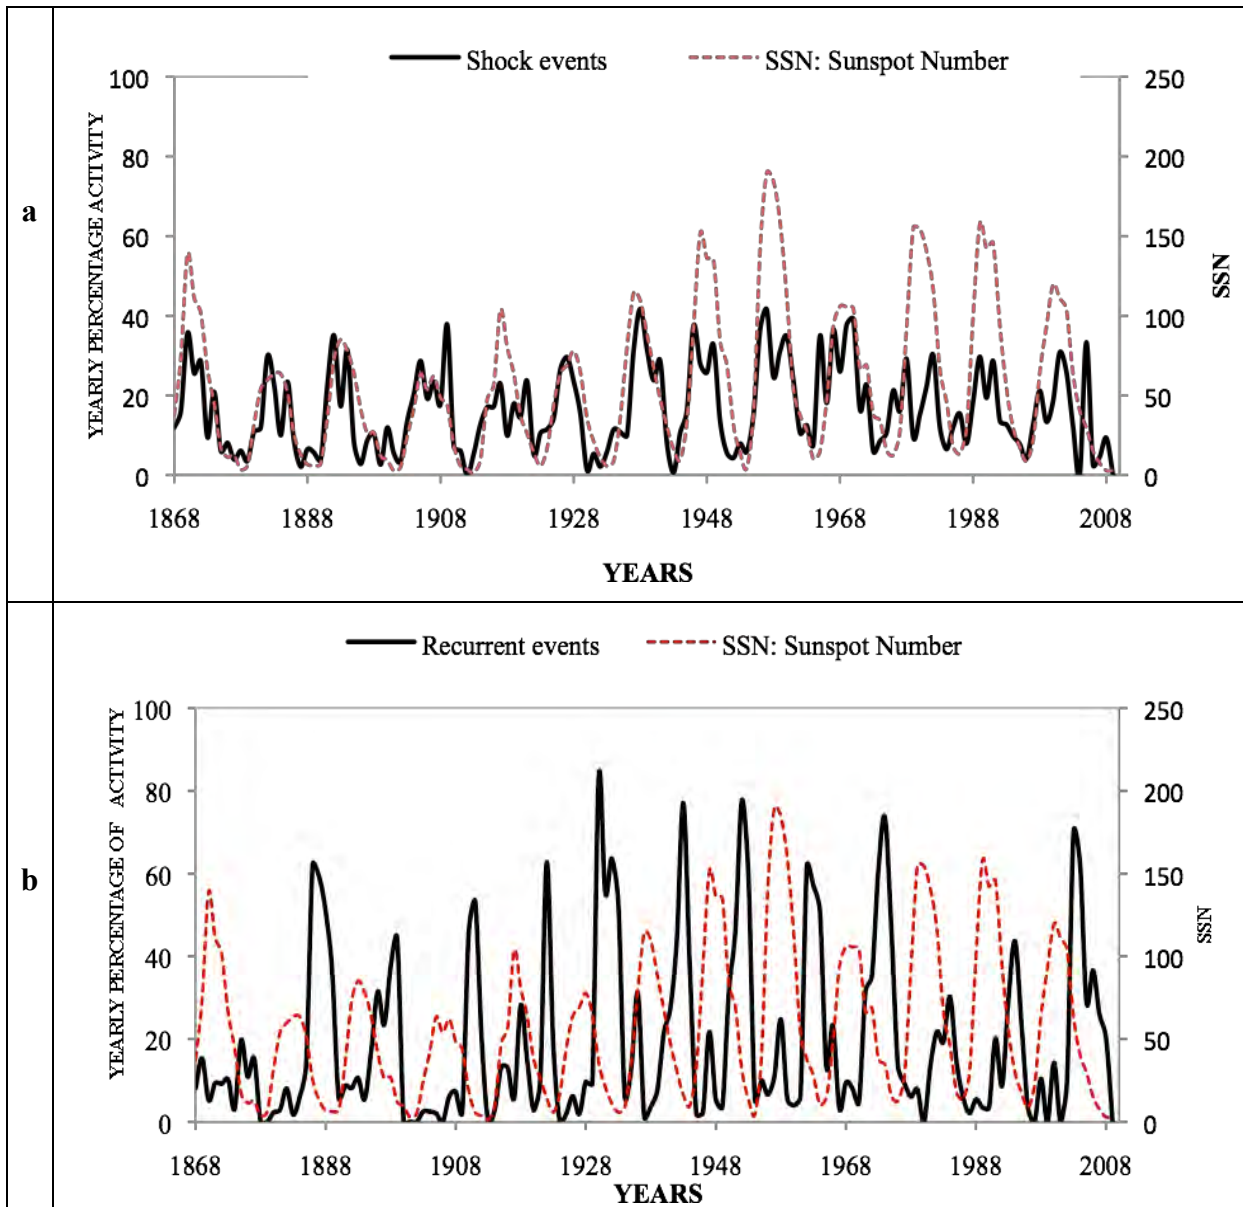 a
Shock events SSN: Sunspot Number
YEARLY PERCENTAGE ACTIVITY
100
80
60
40
20
0
250
200
150
100
50
0
SSN
1868 1888 1908 1928 1948 1968 1988 2008
YEARS
b
Recurrent events SSN: Sunspot Number
YEARLY PERCENTAGE OF ACTIVITY
100
80
60
40
20
0
250
200
150
100
50
0
SSN
1868 1888 1908 1928 1948 1968 1988 2008
YEARS